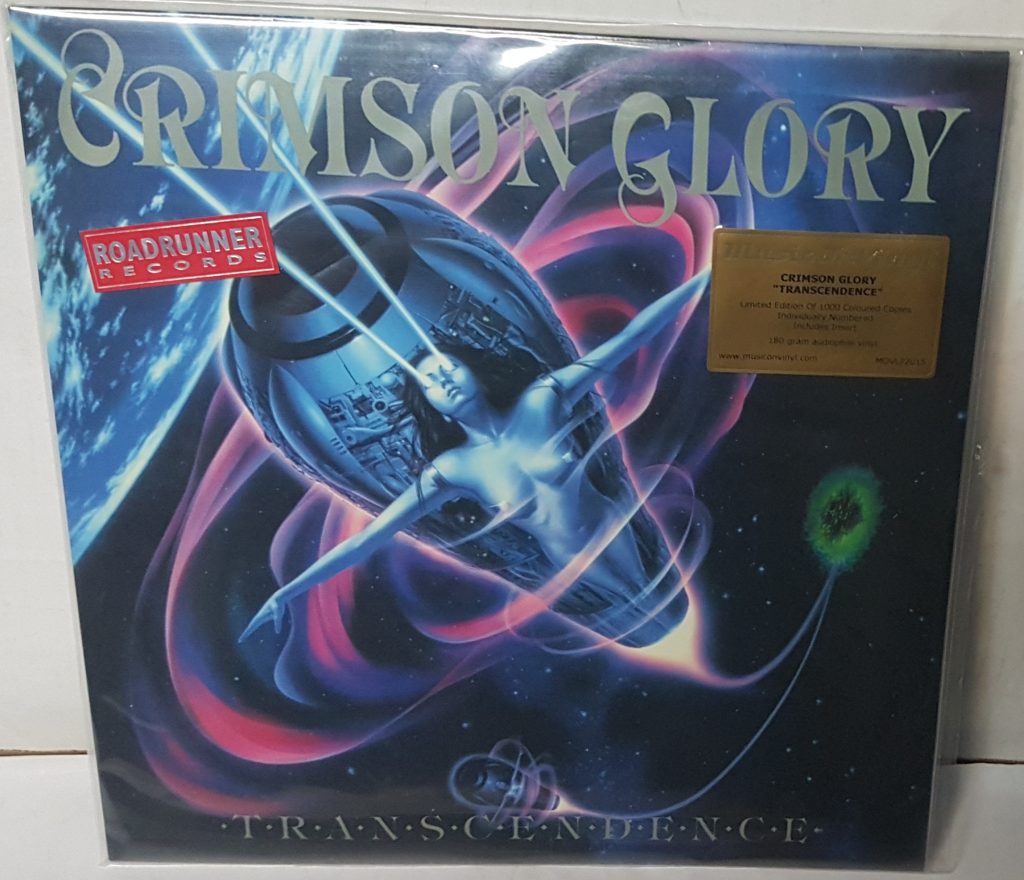 CRIMSON GLORY
ROADRUNNER
RECORDS
CRIMSON GLORY
"TRANSCENDENCE"
Limited Edition Of 1000 Coloured Copies
Individually Numbered
Includes Insert
180 gram audiophile vinyl
www.musiconvinyl.com
·T·R·A·N·S·C·E·N·D·E·N·C·E·